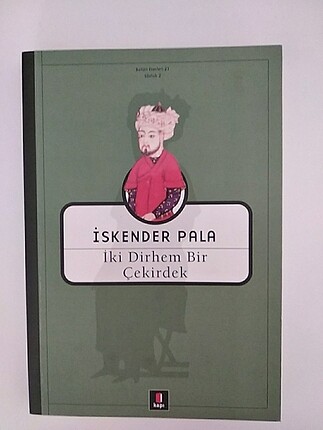 İSKENDER PALA
İki Dirhem Bir
Çekirdek
kapı